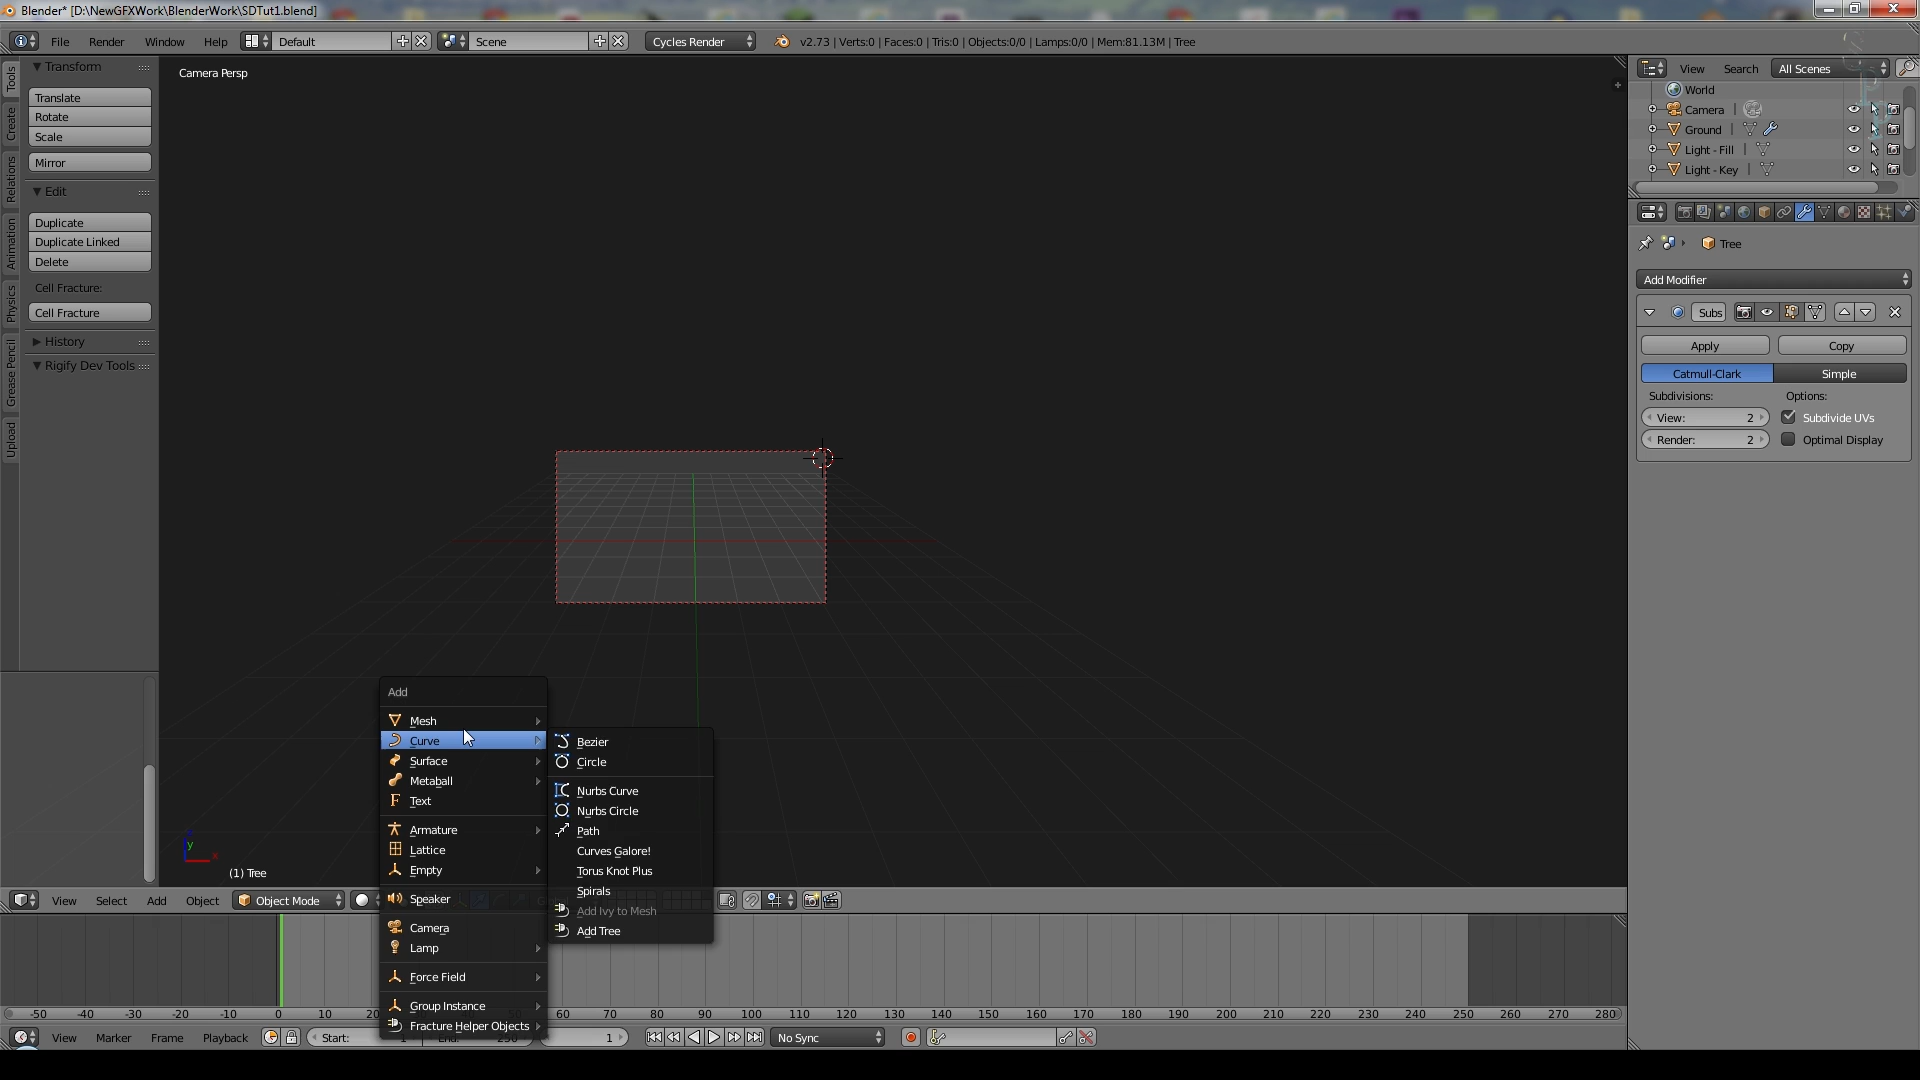 Blender* [D:\NewGFXWork\BlenderWork\SDTut1.blend]
File Render Window Help Default Scene Cycles Render v2.73 | Verts:0 | Faces:0 | Tris:0 | Objects:0/0 | Lamps:0/0 | Mem:81.13M | Tree
Tools
Create
Relations
Animation
Physics
Grease Pencil
Upload
Transform
Translate
Rotate
Scale
Mirror
Edit
Duplicate
Duplicate Linked
Delete
Cell Fracture:
Cell Fracture
History
Rigify Dev Tools
Camera Persp
y
x
(1) Tree
Add
Mesh
Curve
Surface
Metaball
Text
Armature
Lattice
Empty
Speaker
Camera
Lamp
Force Field
Group Instance
Fracture Helper Objects
Bezier
Circle
Nurbs Curve
Nurbs Circle
Path
Curves Galore!
Torus Knot Plus
Spirals
Add Ivy to Mesh
Add Tree
View Search All Scenes
World
Camera
Ground
Light - Fill
Light - Key
Tree
Add Modifier
Subs
Apply Copy
Catmull-Clark Simple
Subdivisions: Options:
View: 2 Subdivide UVs
Render: 2 Optimal Display
View Select Add Object Object Mode
-50 -40 -30 -20 -10 0 10 60 70 80 90 100 110 120 130 140 150 160 170 180 190 200 210 220 230 240 250 260 270 280
View Marker Frame Playback Start: 1 End: 250 1 No Sync